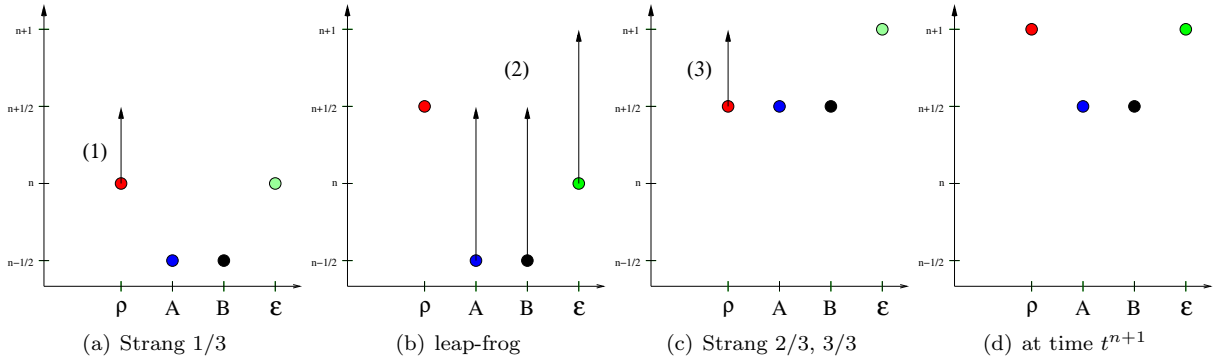 n+1
n+1/2
n
n−1/2
(1)
ρ A B ε
(a) Strang 1/3
n+1
n+1/2
n
n−1/2
(2)
ρ A B ε
(b) leap-frog
n+1
n+1/2
n
n−1/2
(3)
ρ A B ε
(c) Strang 2/3, 3/3
n+1
n+1/2
n
n−1/2
ρ A B ε
(d) at time tⁿ⁺¹